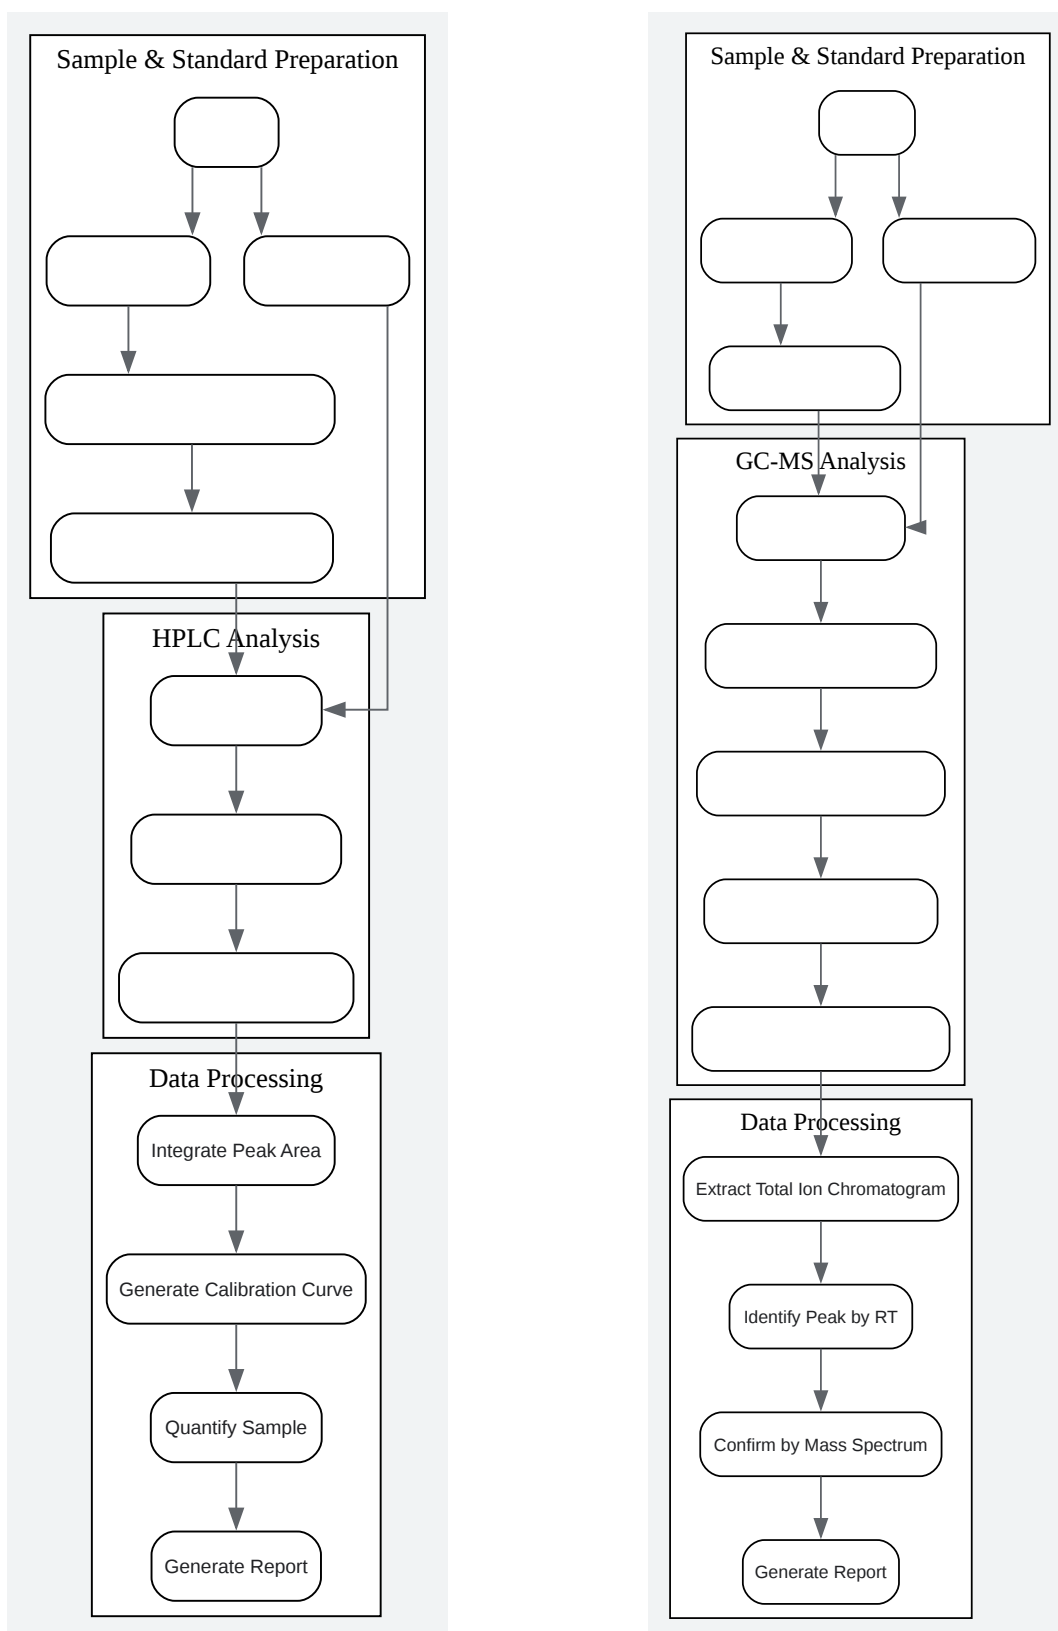 Sample & Standard Preparation
HPLC Analysis
Data Processing
Integrate Peak Area
Generate Calibration Curve
Quantify Sample
Generate Report
Sample & Standard Preparation
GC-MS Analysis
Data Processing
Extract Total Ion Chromatogram
Identify Peak by RT
Confirm by Mass Spectrum
Generate Report